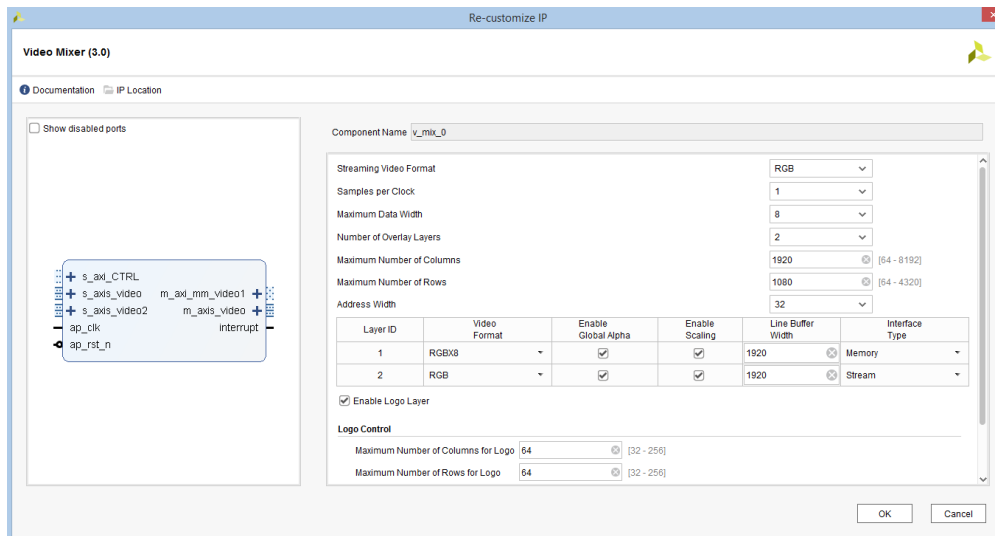 Re-customize IP
Video Mixer (3.0)
Documentation IP Location
Show disabled ports
s_axi_CTRL
s_axis_video m_axi_mm_video1
s_axis_video2 m_axis_video
ap_clk interrupt
ap_rst_n
Component Name v_mix_0
Streaming Video Format RGB
Samples per Clock 1
Maximum Data Width 8
Number of Overlay Layers 2
Maximum Number of Columns 1920 [64 - 8192]
Maximum Number of Rows 1080 [64 - 4320]
Address Width 32
Layer ID Video Format Enable Global Alpha Enable Scaling Line Buffer Width Interface Type
1 RGBX8 1920 Memory
2 RGB 1920 Stream
Enable Logo Layer
Logo Control
Maximum Number of Columns for Logo 64 [32 - 256]
Maximum Number of Rows for Logo 64 [32 - 256]
OK Cancel